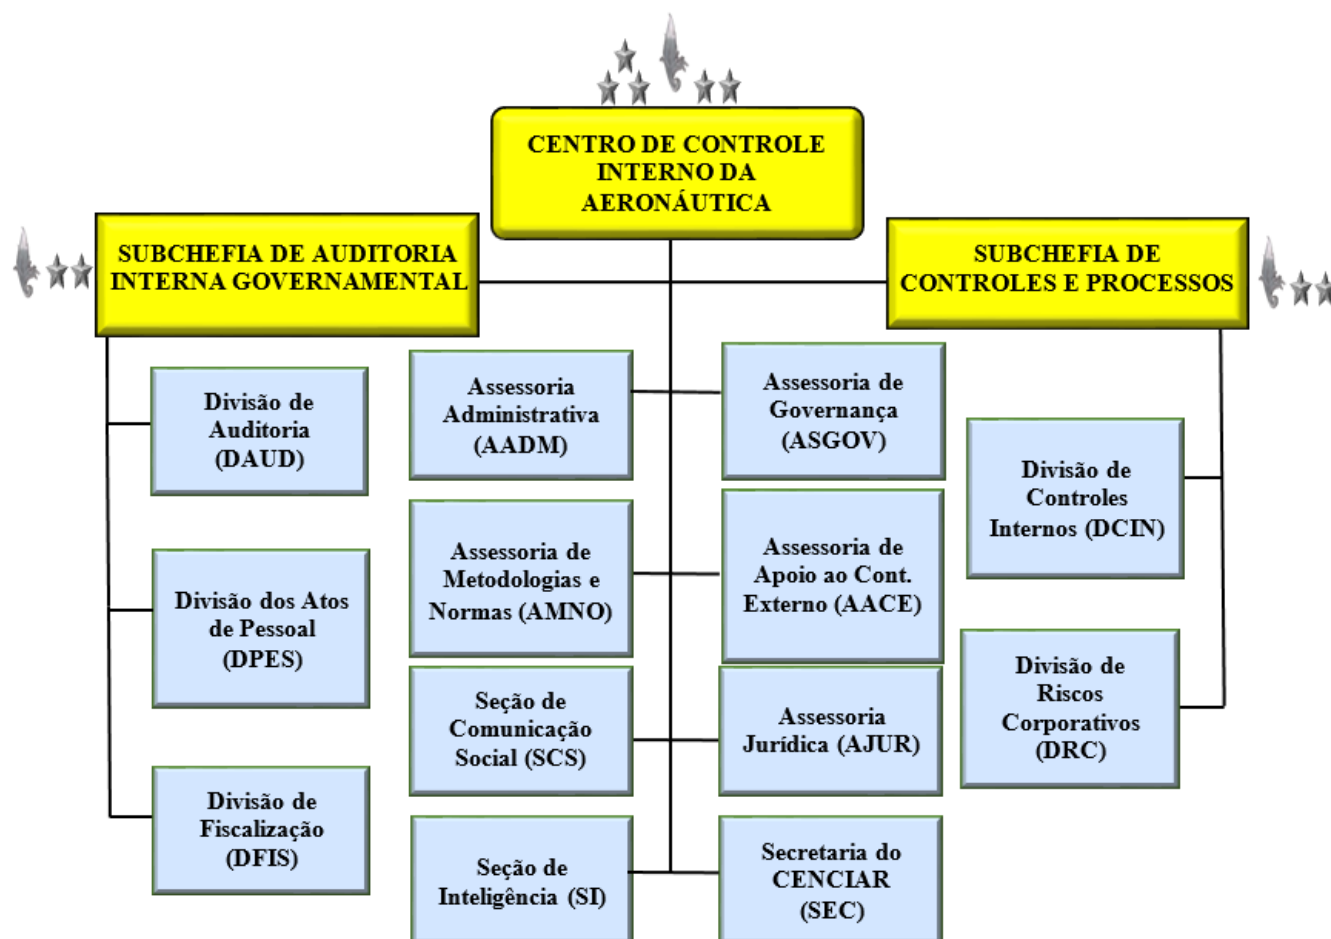 CENTRO DE CONTROLE
INTERNO DA
AERONÁUTICA
SUBCHEFIA DE AUDITORIA
INTERNA GOVERNAMENTAL
SUBCHEFIA DE
CONTROLES E PROCESSOS
Divisão de
Auditoria
(DAUD)
Divisão dos Atos
de Pessoal
(DPES)
Divisão de
Fiscalização
(DFIS)
Assessoria
Administrativa
(AADM)
Assessoria de
Governança
(ASGOV)
Assessoria de
Metodologias e
Normas (AMNO)
Assessoria de
Apoio ao Cont.
Externo (AACE)
Seção de
Comunicação
Social (SCS)
Assessoria
Jurídica (AJUR)
Seção de
Inteligência (SI)
Secretaria do
CENCIAR
(SEC)
Divisão de
Controles
Internos (DCIN)
Divisão de
Riscos
Corporativos
(DRC)